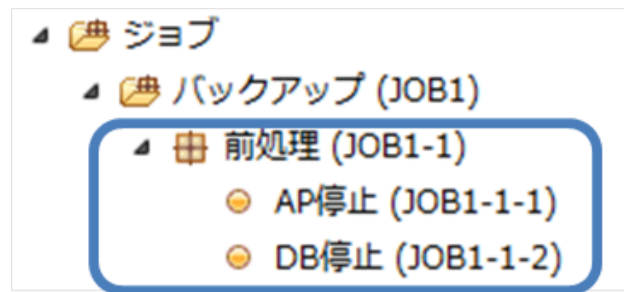 ジョブ
バックアップ (JOB1)
前処理 (JOB1-1)
AP停止 (JOB1-1-1)
DB停止 (JOB1-1-2)